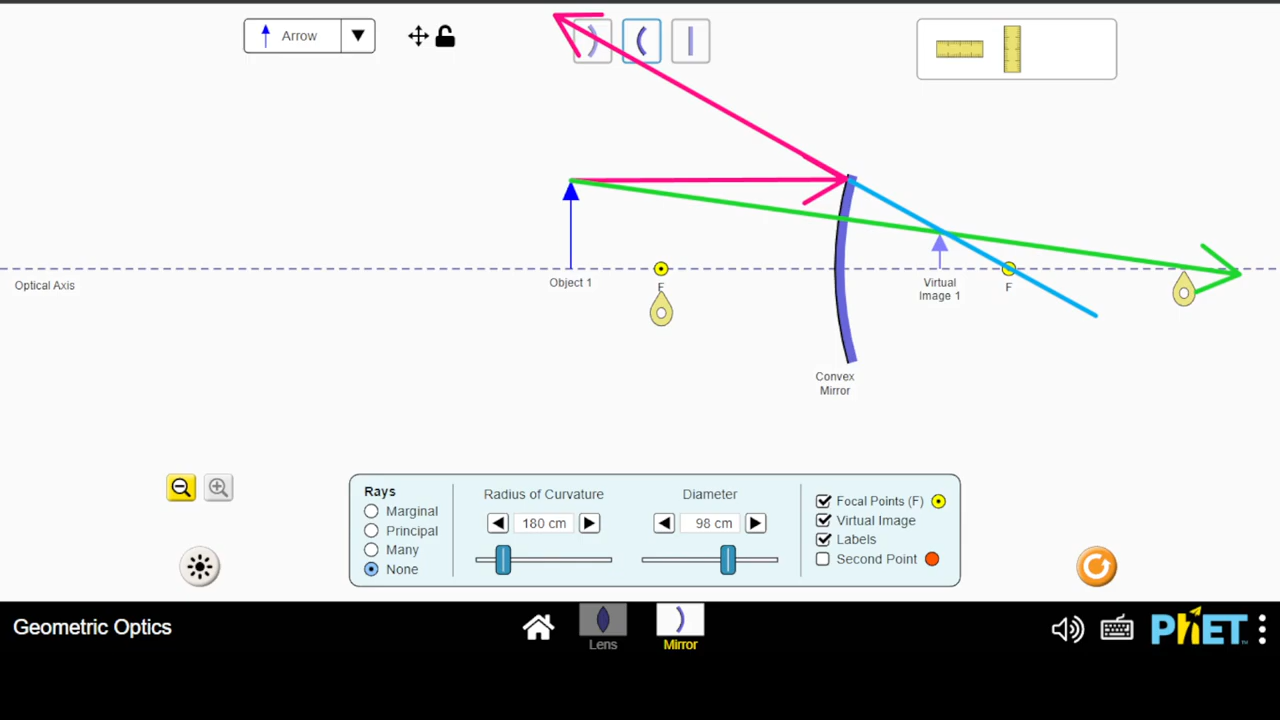 Arrow
Optical Axis
Object 1
F
Virtual
Image 1
F
Convex
Mirror
Rays
Marginal
Principal
Many
None
Radius of Curvature
180 cm
Diameter
98 cm
Focal Points (F)
Virtual Image
Labels
Second Point
Geometric Optics
Lens
Mirror
PhET